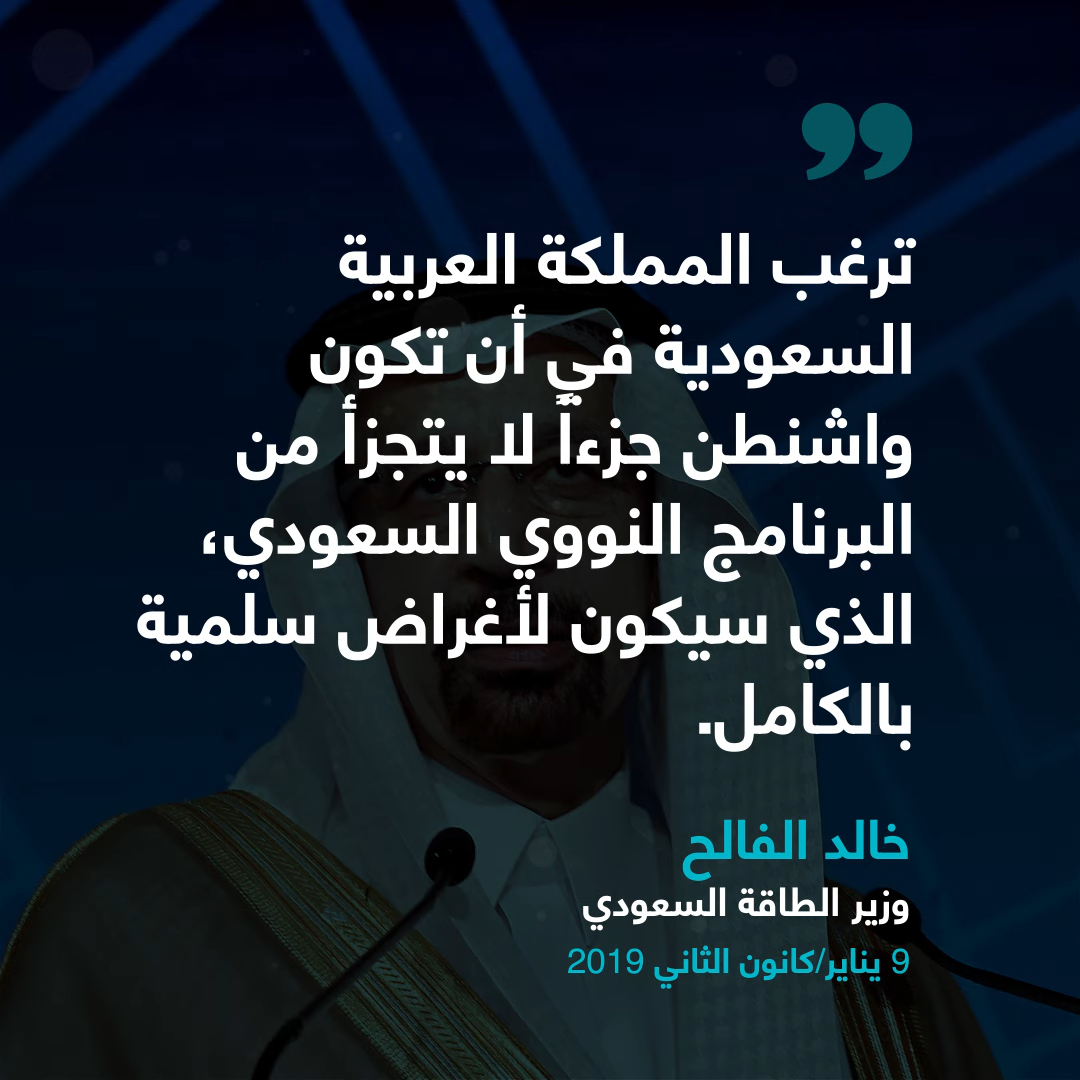 ترغب المملكة العربية
السعودية في أن تكون
واشنطن جزءاً لا يتجزأ من
البرنامج النووي السعودي،
الذي سيكون لأغراض سلمية
بالكامل.
خالد الفالح
وزير الطاقة السعودي
9 يناير/كانون الثاني 2019